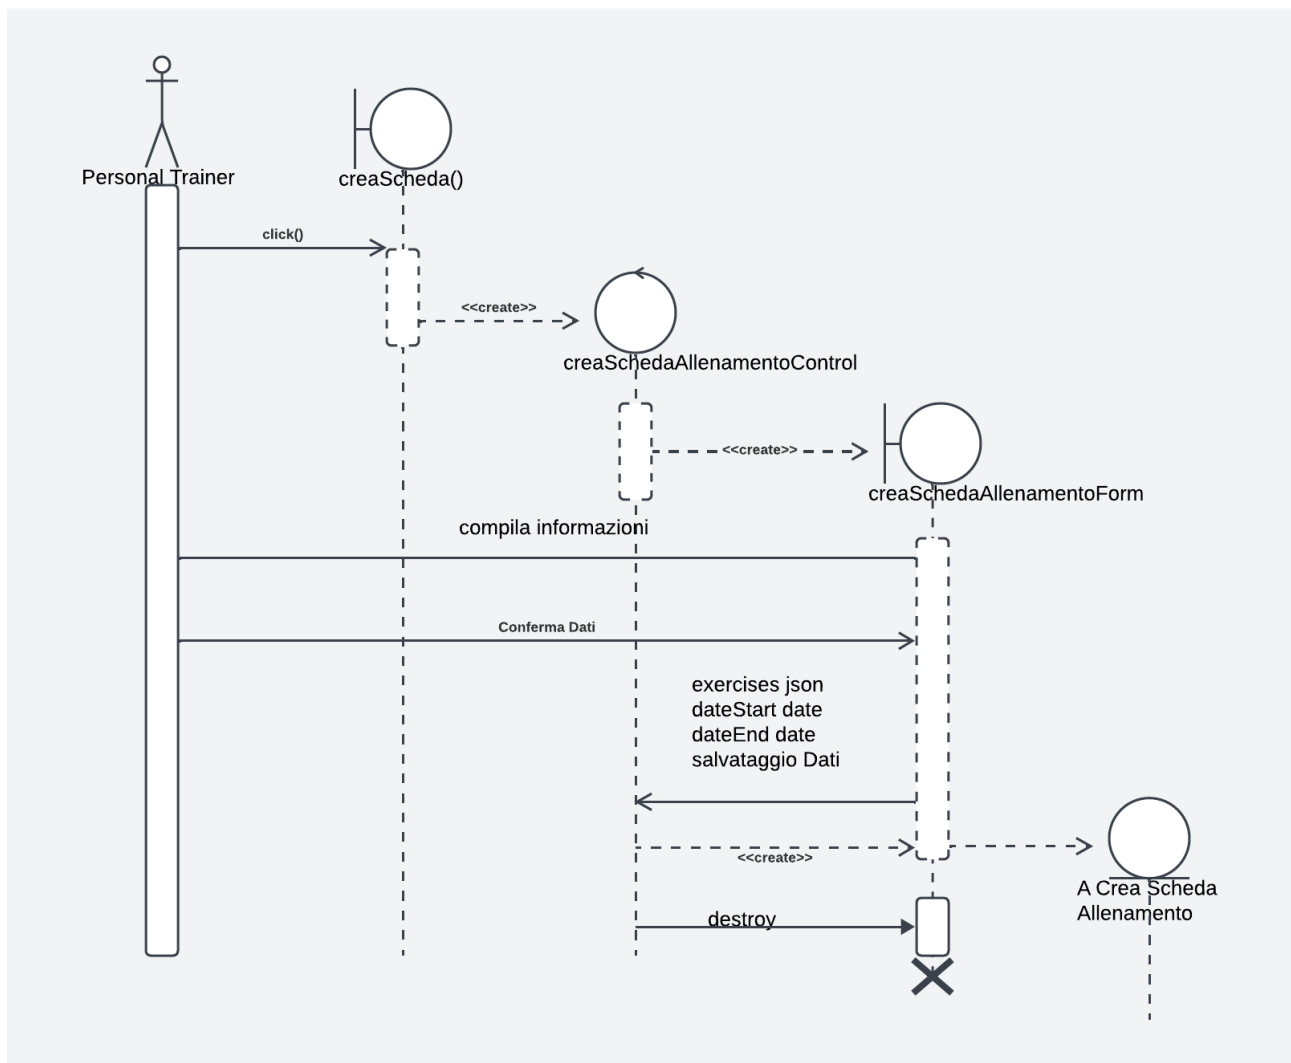 Personal Trainer
creaScheda()
click()
<<create>>
creaSchedaAllenamentoControl
<<create>>
creaSchedaAllenamentoForm
compila informazioni
Conferma Dati
exercises json
dateStart date
dateEnd date
salvataggio Dati
<<create>>
A Crea Scheda
Allenamento
destroy